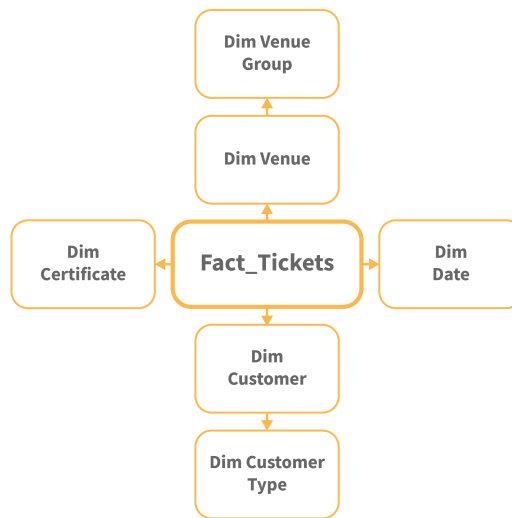 Dim Venue
Group
Dim Venue
Dim
Certificate
Fact_Tickets
Dim
Date
Dim
Customer
Dim Customer
Type